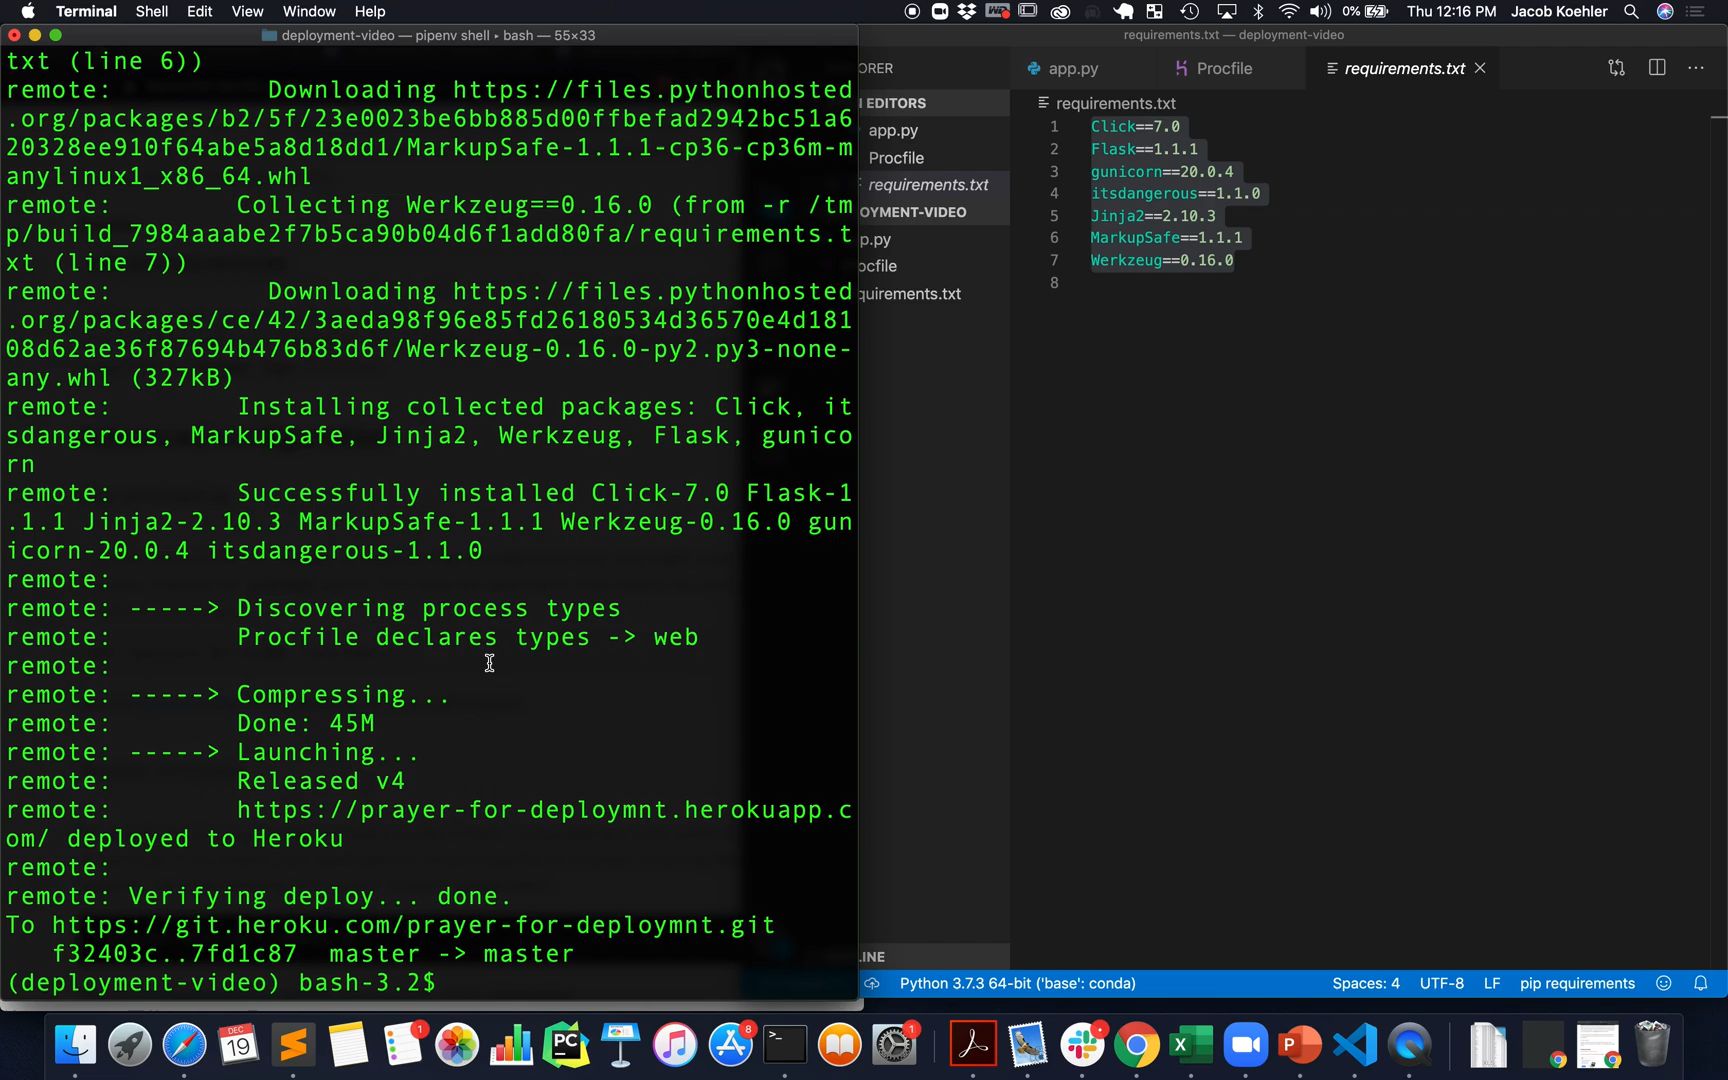 Terminal Shell Edit View Window Help 0% Thu 12:16 PM Jacob Koehler
deployment-video — pipenv shell ▸ bash — 55×33
txt (line 6))
remote:        Downloading https://files.pythonhosted
.org/packages/b2/5f/23e0023be6bb885d00ffbefad2942bc51a6
20328ee910f64abe5a8d18dd1/MarkupSafe-1.1.1-cp36-cp36m-m
anylinux1_x86_64.whl
remote:        Collecting Werkzeug==0.16.0 (from -r /tm
p/build_7984aaabe2f7b5ca90b04d6f1add80fa/requirements.t
xt (line 7))
remote:        Downloading https://files.pythonhosted
.org/packages/ce/42/3aeda98f96e85fd26180534d36570e4d181
08d62ae36f87694b476b83d6f/Werkzeug-0.16.0-py2.py3-none-
any.whl (327kB)
remote:        Installing collected packages: Click, it
sdangerous, MarkupSafe, Jinja2, Werkzeug, Flask, gunico
rn
remote:        Successfully installed Click-7.0 Flask-1
.1.1 Jinja2-2.10.3 MarkupSafe-1.1.1 Werkzeug-0.16.0 gun
icorn-20.0.4 itsdangerous-1.1.0
remote:
remote: -----> Discovering process types
remote:        Procfile declares types -> web
remote:
remote: -----> Compressing...
remote:        Done: 45M
remote: -----> Launching...
remote:        Released v4
remote:        https://prayer-for-deploymnt.herokuapp.c
om/ deployed to Heroku
remote:
remote: Verifying deploy... done.
To https://git.heroku.com/prayer-for-deploymnt.git
   f32403c..7fd1c87  master -> master
(deployment-video) bash-3.2$
requirements.txt — deployment-video
ORER
N EDITORS
app.py
Procfile
requirements.txt
OYMENT-VIDEO
p.py
ocfile
quirements.txt
LINE
app.py Procfile requirements.txt
requirements.txt
1 Click==7.0
2 Flask==1.1.1
3 gunicorn==20.0.4
4 itsdangerous==1.1.0
5 Jinja2==2.10.3
6 MarkupSafe==1.1.1
7 Werkzeug==0.16.0
8
Python 3.7.3 64-bit ('base': conda) Spaces: 4 UTF-8 LF pip requirements
DEC
19
1
PC
8
>_
1
X
P